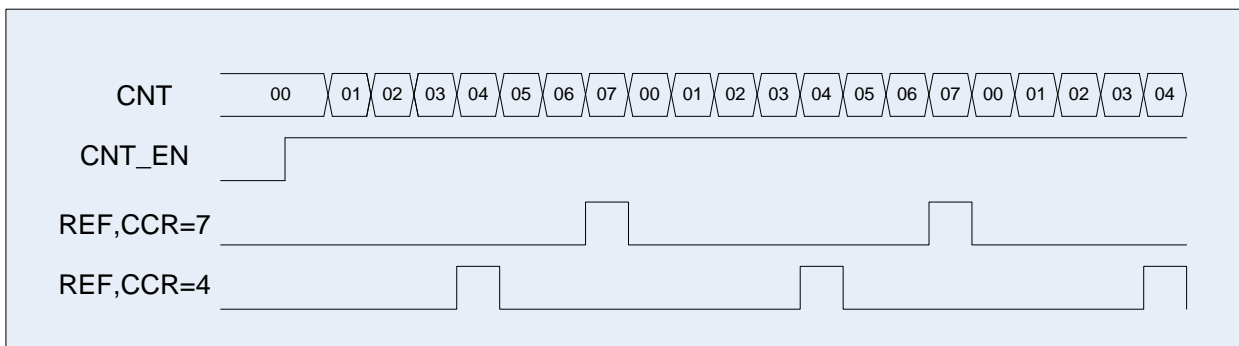 CNT 00 01 02 03 04 05 06 07 00 01 02 03 04 05 06 07 00 01 02 03 04
CNT_EN
REF,CCR=7
REF,CCR=4